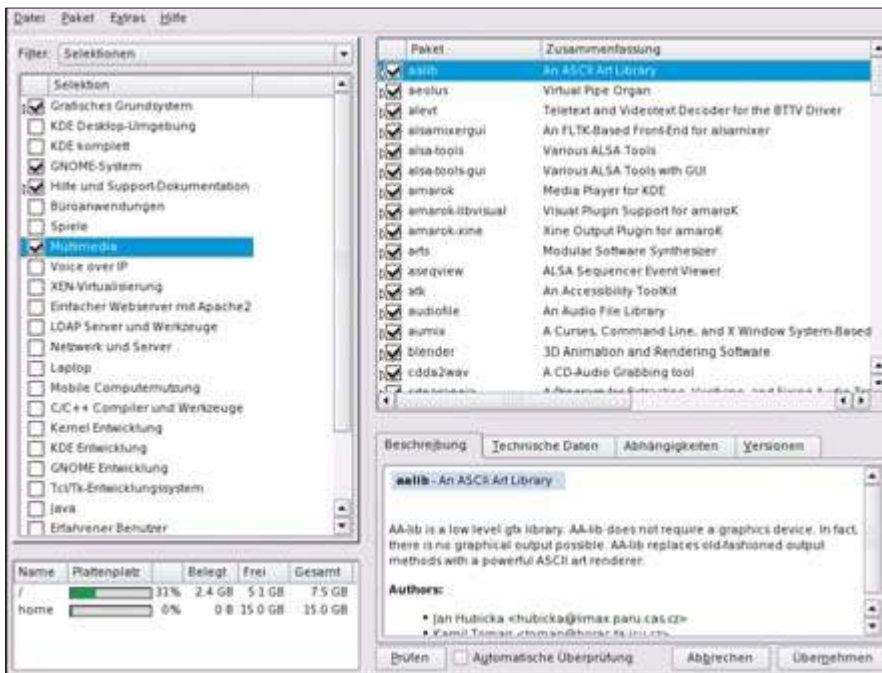 Datei Paket Extras Hilfe
Filter: Selektionen
Selektion
Grafisches Grundsystem
KDE Desktop-Umgebung
KDE komplett
GNOME-System
Hilfe und Support-Dokumentation
Büroanwendungen
Spiele
Multimedia
Voice over IP
XEN-Virtualisierung
Einfacher Webserver mit Apache2
LDAP Server und Werkzeuge
Netzwerk und Server
Laptop
Mobile Computernutzung
C/C++ Compiler und Werkzeuge
Kernel Entwicklung
KDE Entwicklung
GNOME Entwicklung
Tcl/Tk-Entwicklungssystem
Java
Erfahrener Benutzer
Name Plattenplatz Belegt Frei Gesamt
/ 31% 2.4 GB 5.1 GB 7.5 GB
home 0% 0 B 15.0 GB 15.0 GB
Paket Zusammenfassung
aalib An ASCII Art Library
aeolus Virtual Pipe Organ
alevt Teletext and Videotext Decoder for the BTTV Driver
alsamixergui An FLTK-Based Front-End for alsamixer
alsa-tools Various ALSA Tools
alsa-tools-gui Various ALSA Tools with GUI
amarok Media Player for KDE
amarok-libvisual Visual Plugin Support for amaroK
amarok-xine Xine Output Plugin for amaroK
arts Modular Software Synthesizer
aseqview ALSA Sequencer Event Viewer
atk An Accessibility ToolKit
audiofile An Audio File Library
aumix A Curses, Command Line, and X Window System-Based
blender 3D Animation and Rendering Software
cdda2wav A CD-Audio Grabbing tool
Beschreibung Technische Daten Abhängigkeiten Versionen
aalib - An ASCII Art Library
AA-lib is a low level gfx library. AA-lib does not require a graphics device. In fact,
there is no graphical output possible. AA-lib replaces old-fashioned output
methods with a powerful ASCII art renderer.
Authors:
• Jan Hubicka <hubicka@limax.paru.cas.cz>
Prüfen Automatische Überprüfung Abbrechen Übernehmen